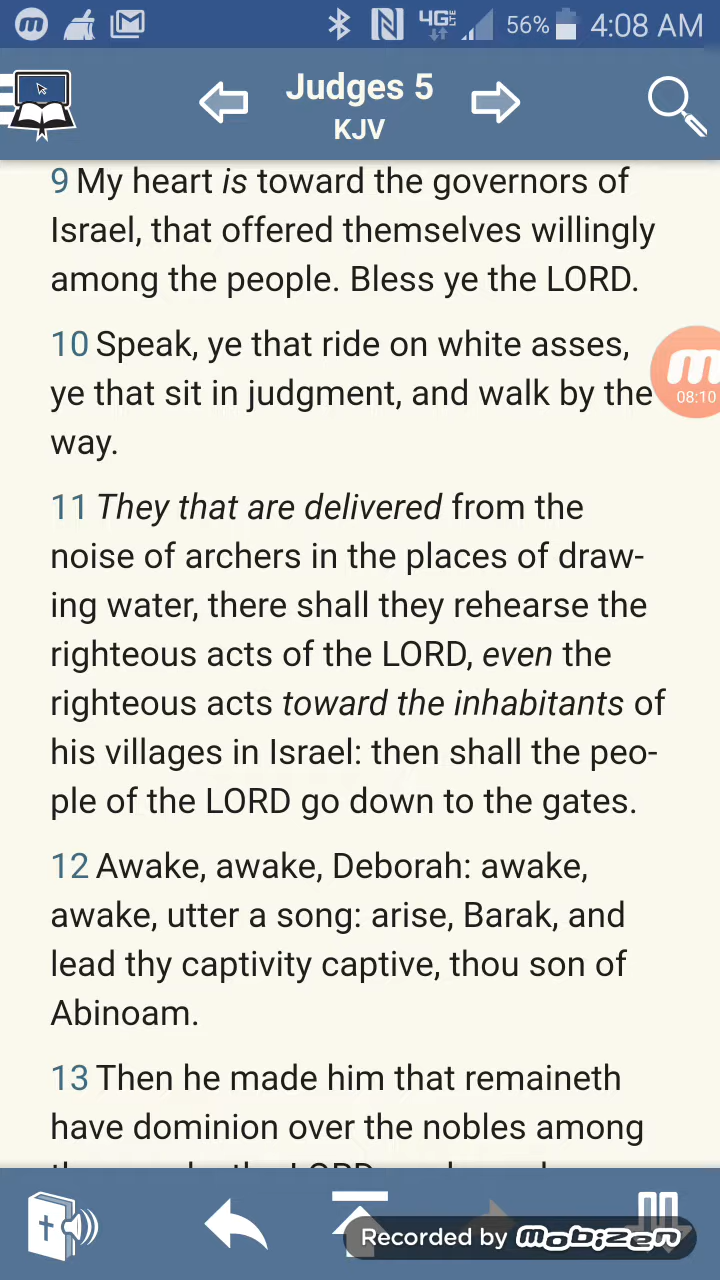 56% 4:08 AM
Judges 5
KJV
9 My heart is toward the governors of
Israel, that offered themselves willingly
among the people. Bless ye the LORD.
10 Speak, ye that ride on white asses,
ye that sit in judgment, and walk by the
way.
08:10
11 They that are delivered from the
noise of archers in the places of draw-
ing water, there shall they rehearse the
righteous acts of the LORD, even the
righteous acts toward the inhabitants of
his villages in Israel: then shall the peo-
ple of the LORD go down to the gates.
12 Awake, awake, Deborah: awake,
awake, utter a song: arise, Barak, and
lead thy captivity captive, thou son of
Abinoam.
13 Then he made him that remaineth
have dominion over the nobles among
Recorded by mobizen